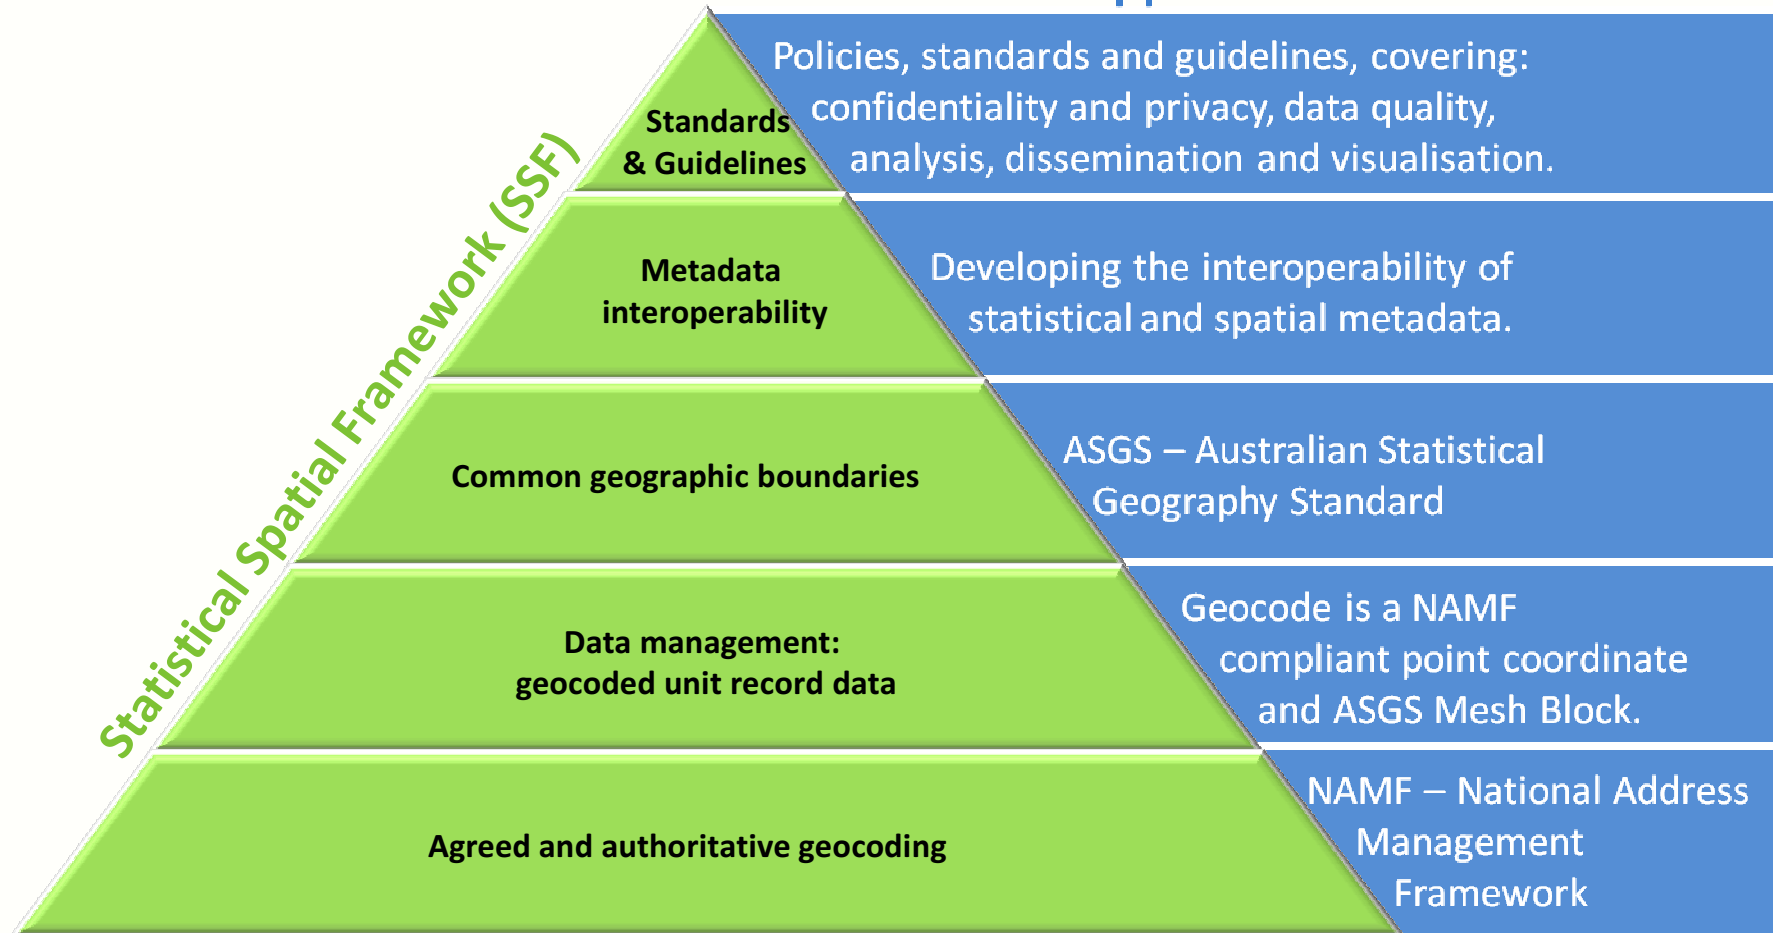 Statistical Spatial Framework (SSF)
Standards
& Guidelines
Policies, standards and guidelines, covering:
confidentiality and privacy, data quality,
analysis, dissemination and visualisation.
Metadata
interoperability
Developing the interoperability of
statistical and spatial metadata.
Common geographic boundaries
ASGS – Australian Statistical
Geography Standard
Data management:
geocoded unit record data
Geocode is a NAMF
compliant point coordinate
and ASGS Mesh Block.
Agreed and authoritative geocoding
NAMF – National Address
Management
Framework